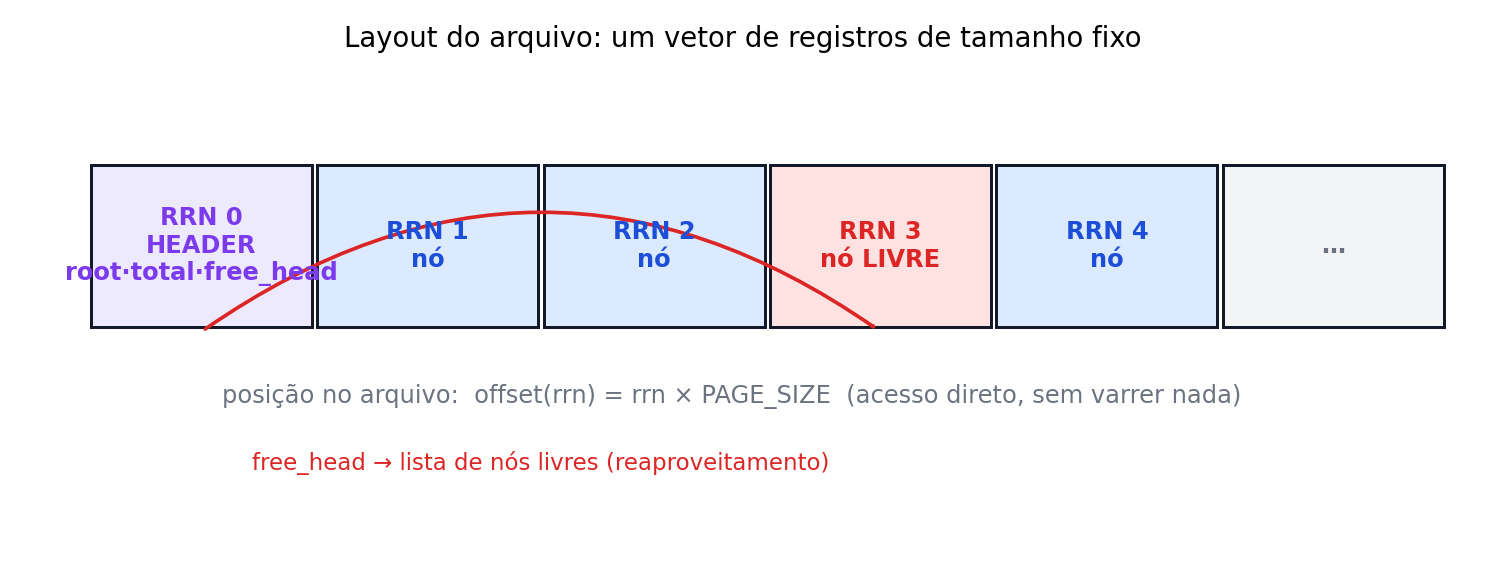 Layout do arquivo: um vetor de registros de tamanho fixo
RRN 0
HEADER
root·total·free_head
RRN 1
nó
RRN 2
nó
RRN 3
nó LIVRE
RRN 4
nó
...
posição no arquivo:  offset(rrn) = rrn × PAGE_SIZE  (acesso direto, sem varrer nada)
free_head → lista de nós livres (reaproveitamento)